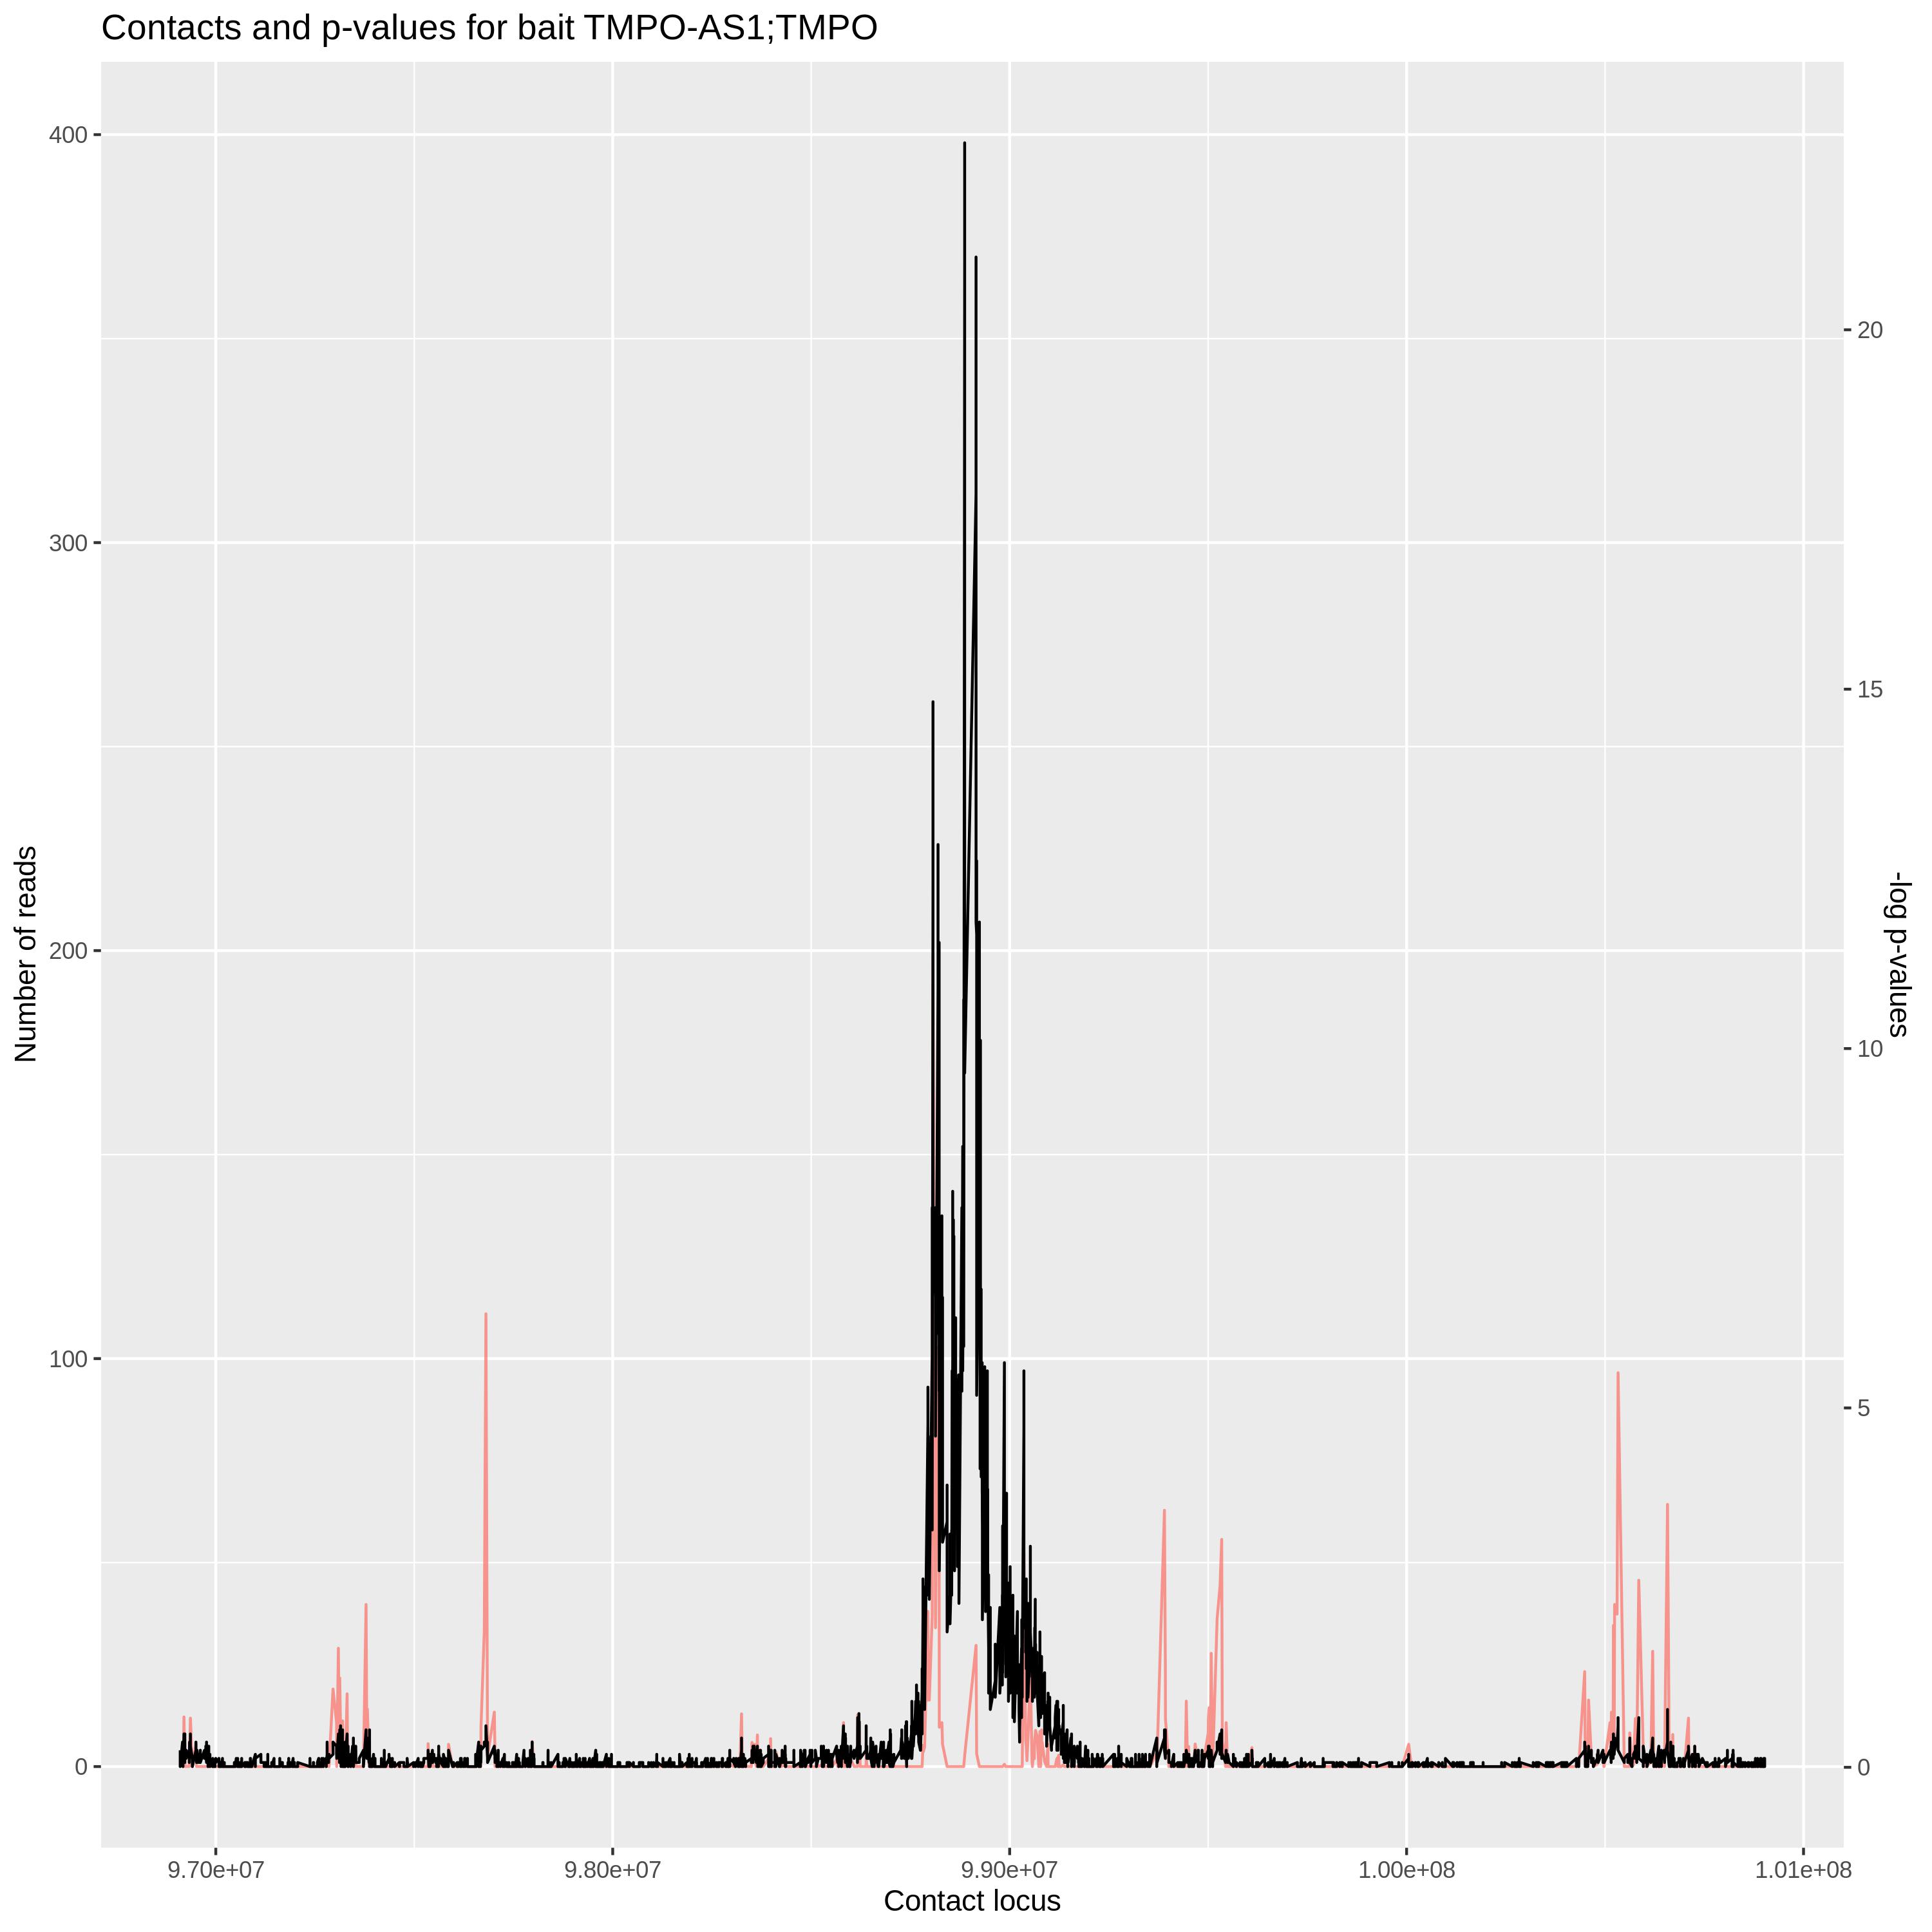 Contacts and p-values for bait TMPO-AS1;TMPO
400
300
200
100
0
Number of reads
20
15
10
5
0
-log p-values
9.70e+07
9.80e+07
9.90e+07
1.00e+08
1.01e+08
Contact locus